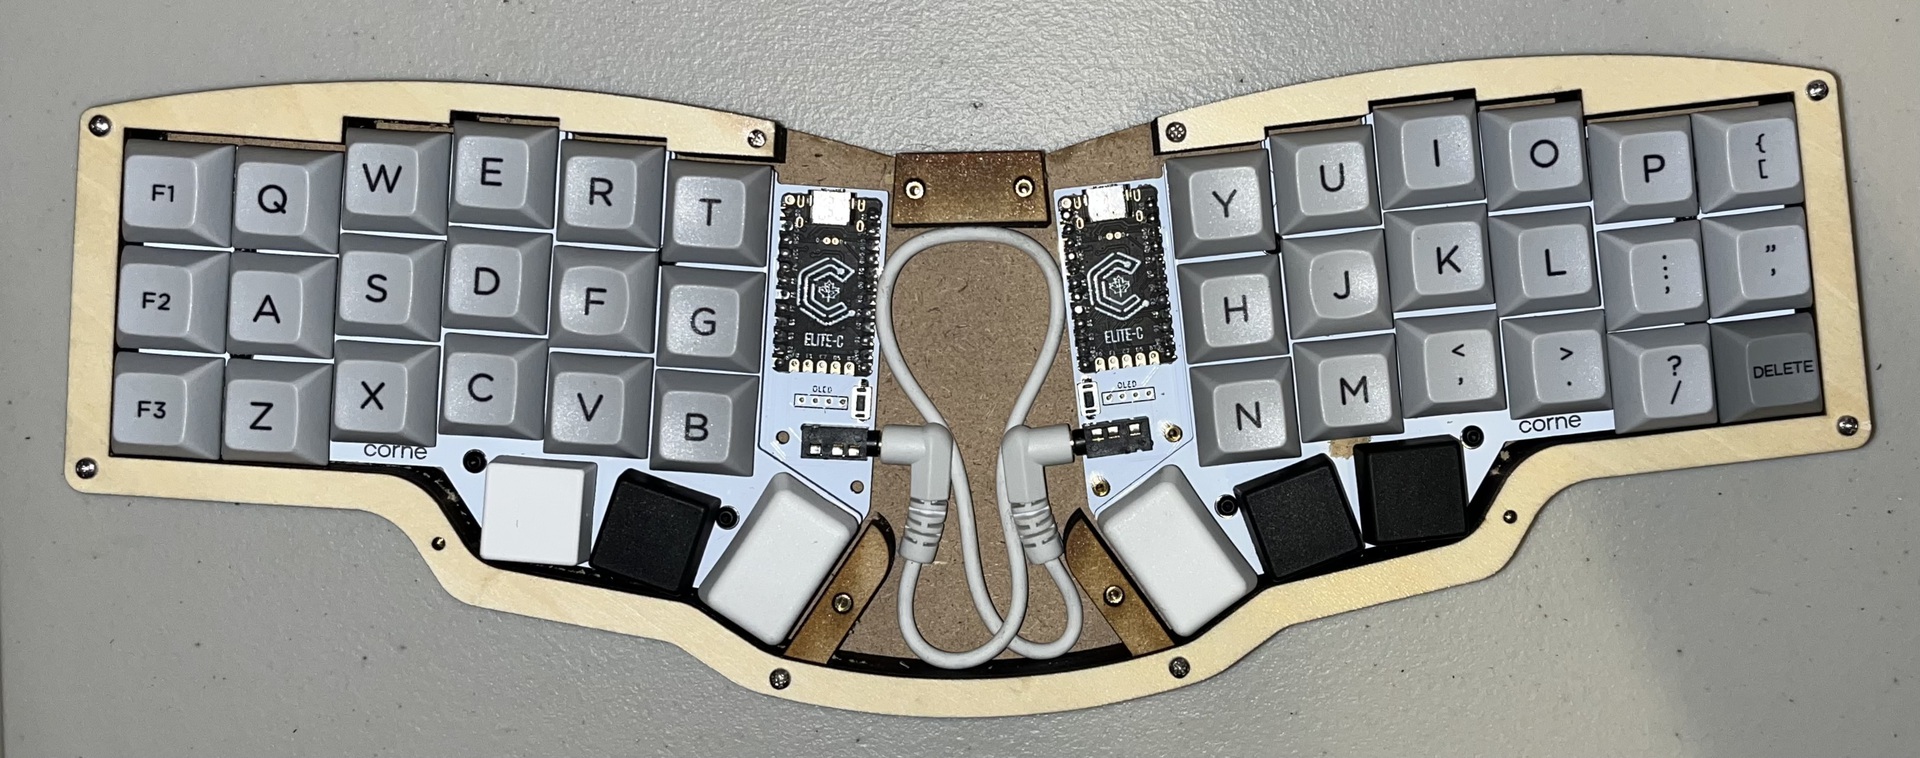 F1 Q W E R T
F2 A S D F G
F3 Z X C V B
corne
ELITE-C
OLED
Y U I O P { [
H J K L : ; " '
N M < , > . ? / DELETE
ELITE-C
OLED
corne